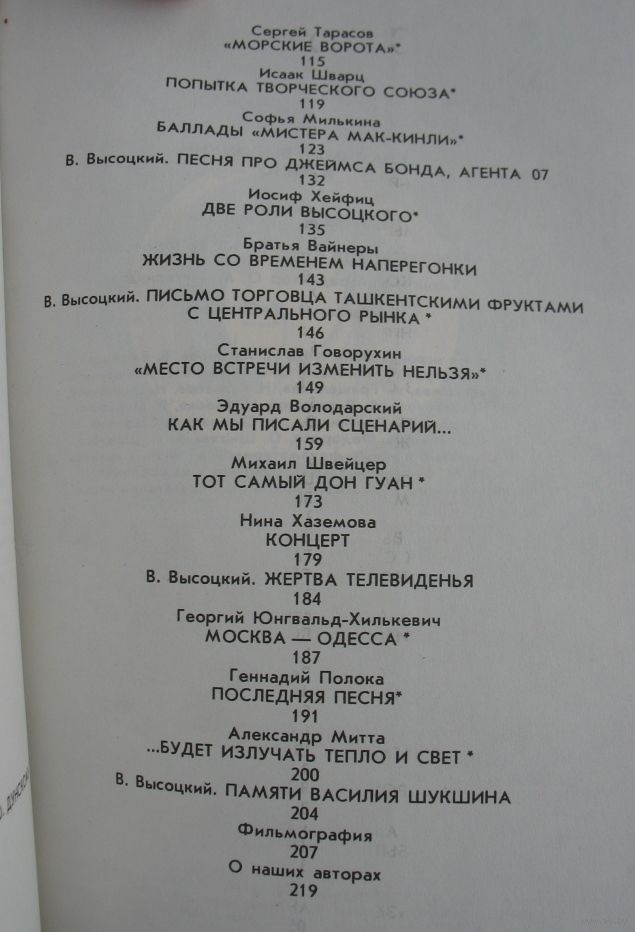 Сергей Тарасов
«МОРСКИЕ ВОРОТА»*
115
Исаак Шварц
ПОПЫТКА ТВОРЧЕСКОГО СОЮЗА*
119
Софья Милькина
БАЛЛАДЫ «МИСТЕРА МАК-КИНЛИ»*
123
В. Высоцкий. ПЕСНЯ ПРО ДЖЕЙМСА БОНДА, АГЕНТА 07
132
Иосиф Хейфиц
ДВЕ РОЛИ ВЫСОЦКОГО*
135
Братья Вайнеры
ЖИЗНЬ СО ВРЕМЕНЕМ НАПЕРЕГОНКИ
143
В. Высоцкий. ПИСЬМО ТОРГОВЦА ТАШКЕНТСКИМИ ФРУКТАМИ
С ЦЕНТРАЛЬНОГО РЫНКА *
146
Станислав Говорухин
«МЕСТО ВСТРЕЧИ ИЗМЕНИТЬ НЕЛЬЗЯ»*
149
Эдуард Володарский
КАК МЫ ПИСАЛИ СЦЕНАРИЙ...
159
Михаил Швейцер
ТОТ САМЫЙ ДОН ГУАН *
173
Нина Хаземова
КОНЦЕРТ
179
В. Высоцкий. ЖЕРТВА ТЕЛЕВИДЕНЬЯ
184
Георгий Юнгвальд-Хилькевич
МОСКВА — ОДЕССА *
187
Геннадий Полока
ПОСЛЕДНЯЯ ПЕСНЯ*
191
Александр Митта
...БУДЕТ ИЗЛУЧАТЬ ТЕПЛО И СВЕТ *
200
В. Высоцкий. ПАМЯТИ ВАСИЛИЯ ШУКШИНА
204
Фильмография
207
О наших авторах
219